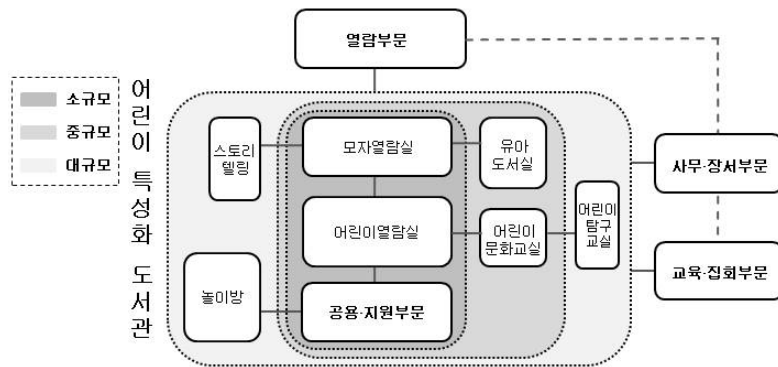 열람부문
소규모
중규모
대규모
어린이 특성화 도서관
스토리
텔링
모자열람실
유아
도서실
사무·장서부문
어린이열람실
어린이
문화교실
어린이
탐구
교실
놀이방
공용·지원부문
교육·집회부문